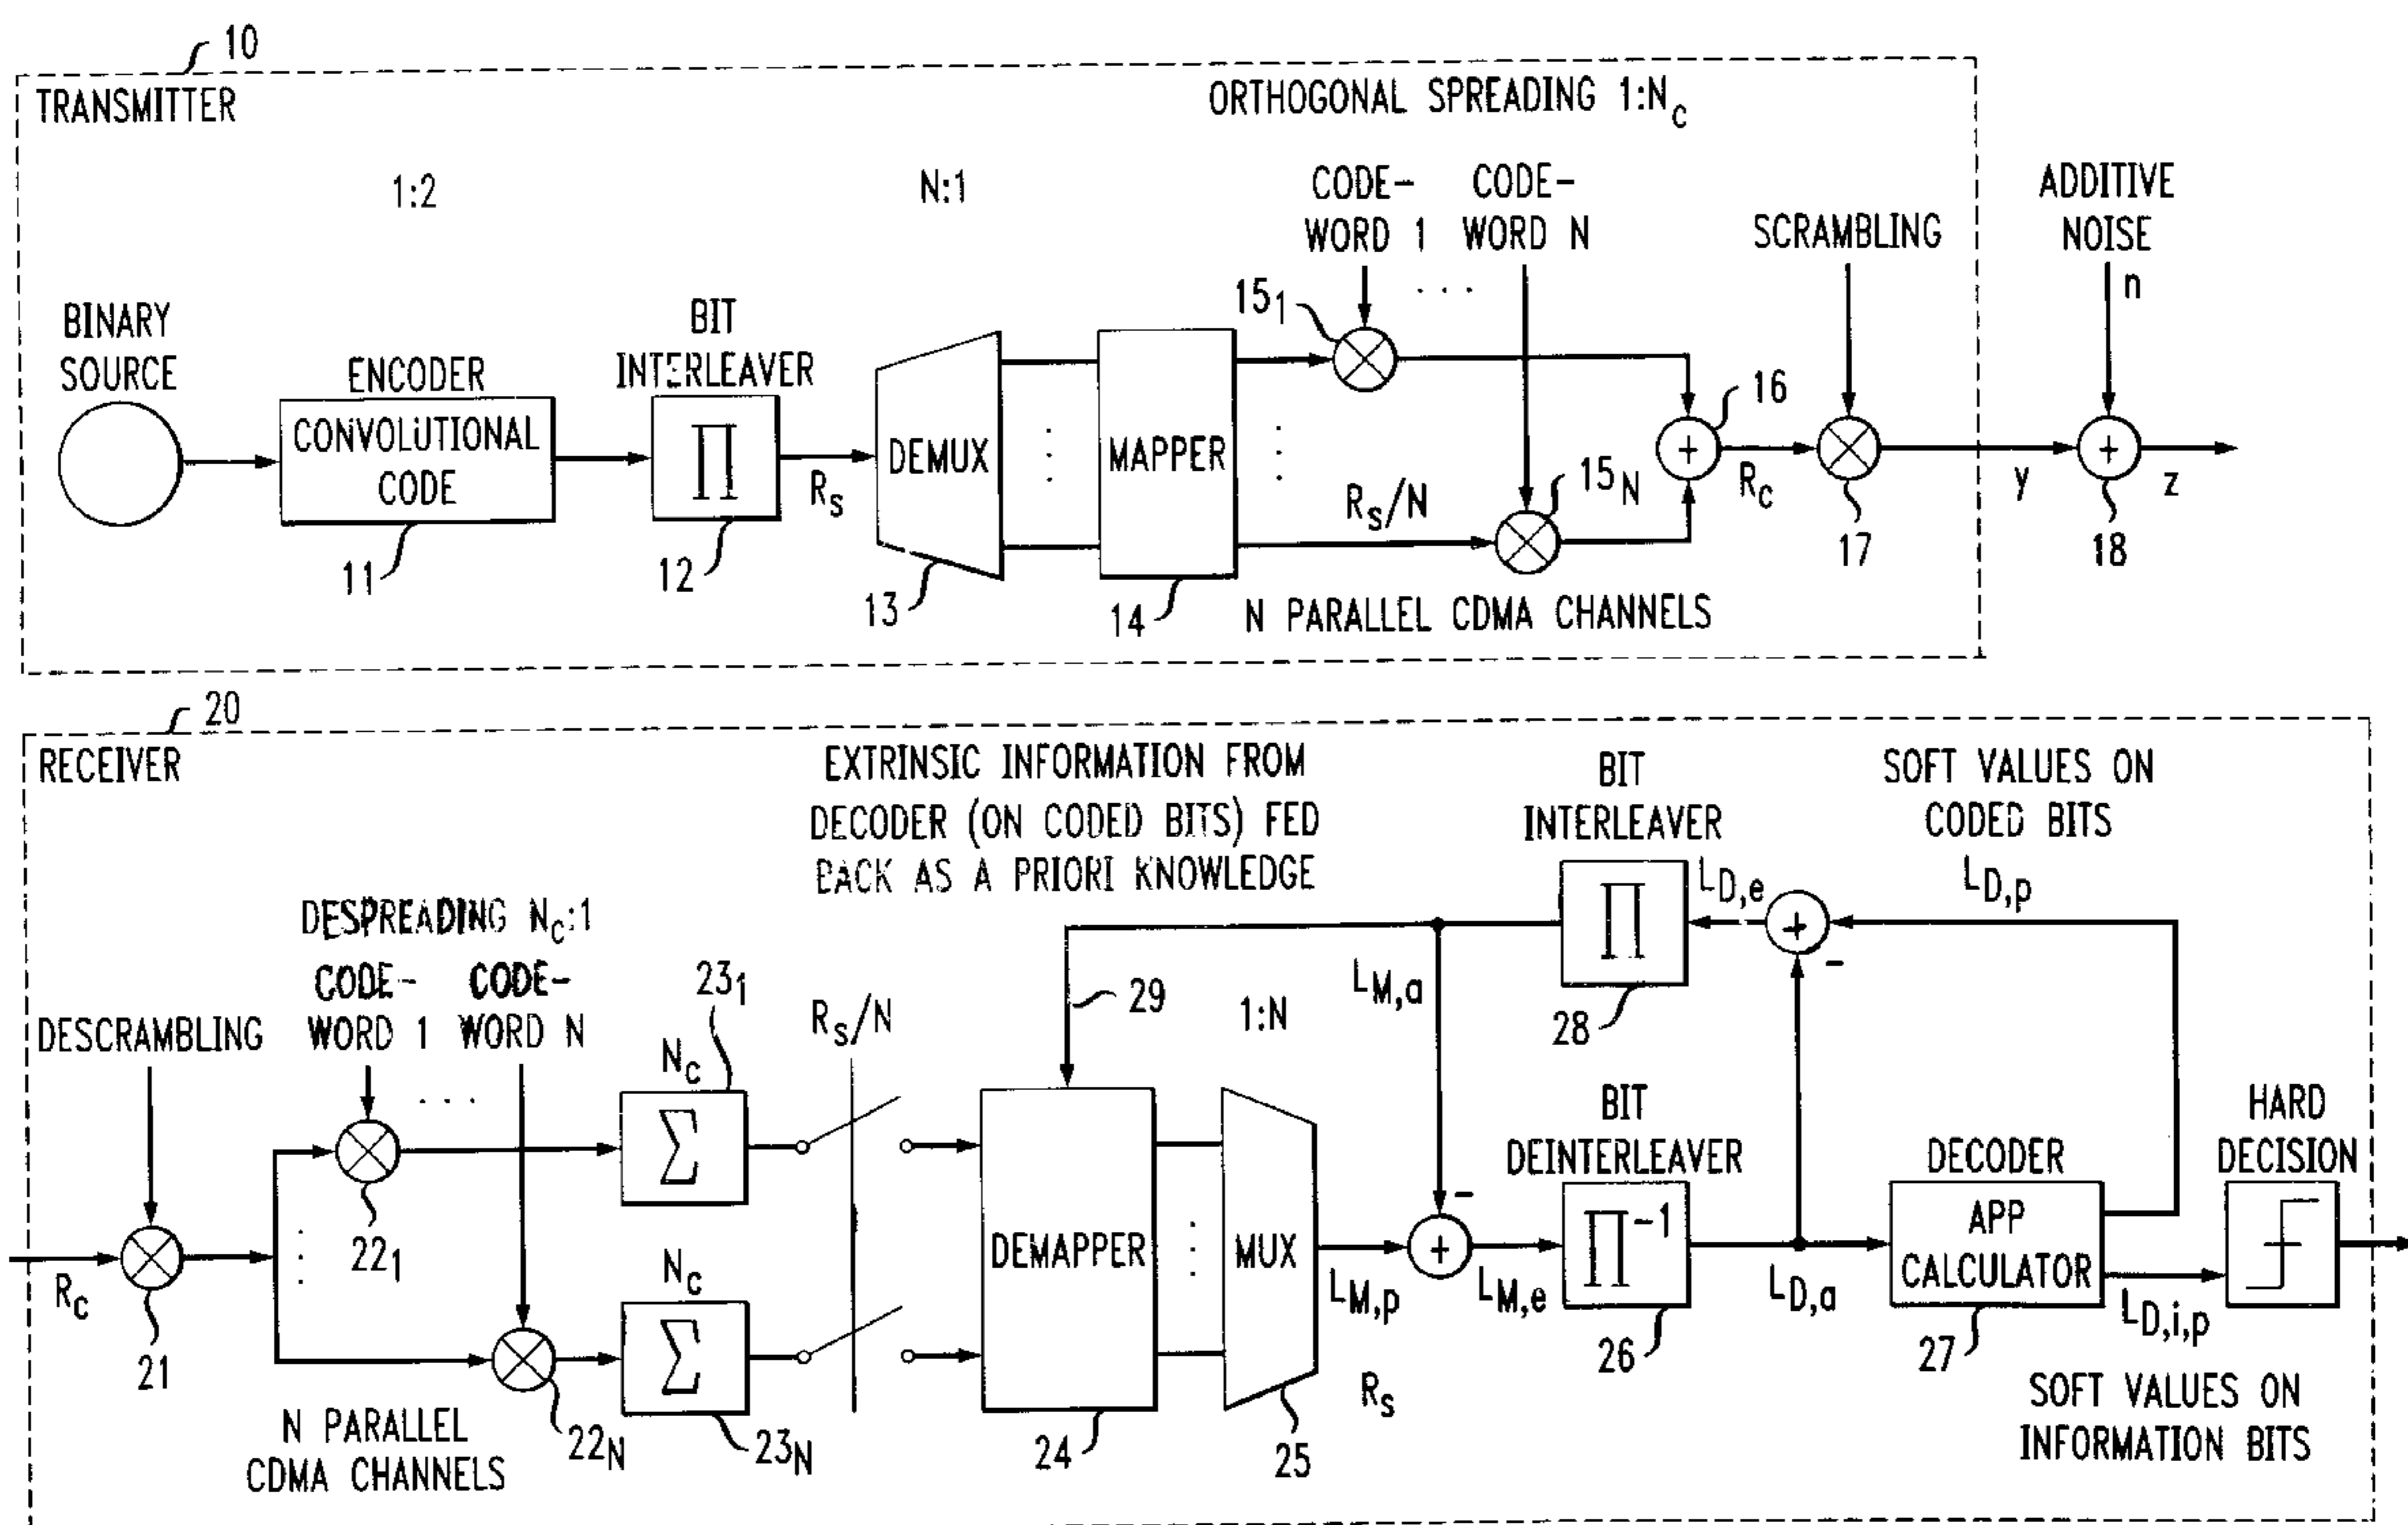 10
TRANSMITTER
ORTHOGONAL SPREADING 1:Nc
1:2
N:1
CODE-
WORD 1
CODE-
WORD N
SCRAMBLING
ADDITIVE
NOISE
n
BINARY
SOURCE
ENCODER
CONVOLUTIONAL
CODE
11
BIT
INTERLEAVER
∏
12
Rs
DEMUX
13
MAPPER
14
151
. . .
Rs/N
15N
16
+
Rc
17
y
+
18
z
N PARALLEL CDMA CHANNELS
20
RECEIVER
EXTRINSIC INFORMATION FROM
DECODER (ON CODED BITS) FED
BACK AS A PRIORI KNOWLEDGE
BIT
INTERLEAVER
∏
28
SOFT VALUES ON
CODED BITS
LD,e
+
-
LD,p
DESPREADING Nc:1
CODE-
WORD 1
CODE-
WORD N
DESCRAMBLING
Rc
21
. . .
221
22N
Nc
231
Σ
Nc
Σ
23N
Rs/N
29
LM,a
1:N
DEMAPPER
24
MUX
25
LM,p
Rs
-
+
LM,e
BIT
DEINTERLEAVER
∏-1
26
LD,a
DECODER
APP
CALCULATOR
27
LD,i,p
HARD
DECISION
SOFT VALUES ON
INFORMATION BITS
N PARALLEL
CDMA CHANNELS